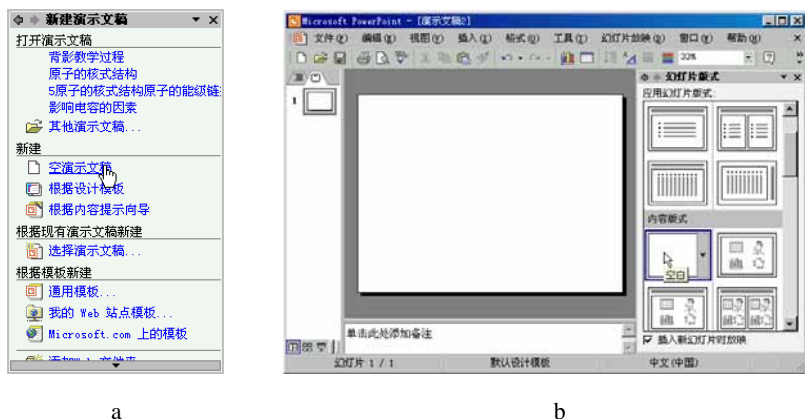 新建演示文稿
打开演示文稿
背影教学过程
原子的核式结构
5原子的核式结构原子的能级链
影响电容的因素
其他演示文稿...
新建
空演示文稿
根据设计模板
根据内容提示向导
根据现有演示文稿新建
选择演示文稿...
根据模板新建
通用模板...
我的 Web 站点模板...
Microsoft.com 上的模板
a
Microsoft PowerPoint - [演示文稿2]
文件(F) 编辑(E) 视图(V) 插入(I) 格式(O) 工具(T) 幻灯片放映(D) 窗口(W) 帮助(H)
33%
幻灯片版式
应用幻灯片版式:
1
内容版式
空白
单击此处添加备注
插入新幻灯片时放映
幻灯片 1 / 1 默认设计模板 中文(中国)
b